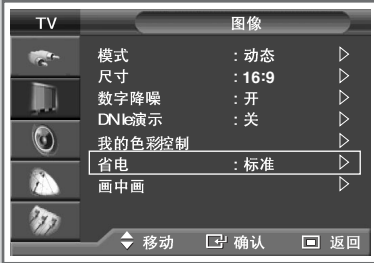 TV 图像
模式 : 动态
尺寸 : 16:9
数字降噪 : 开
DNIe演示 : 关
我的色彩控制
省电 : 标准
画中画
移动 确认 返回